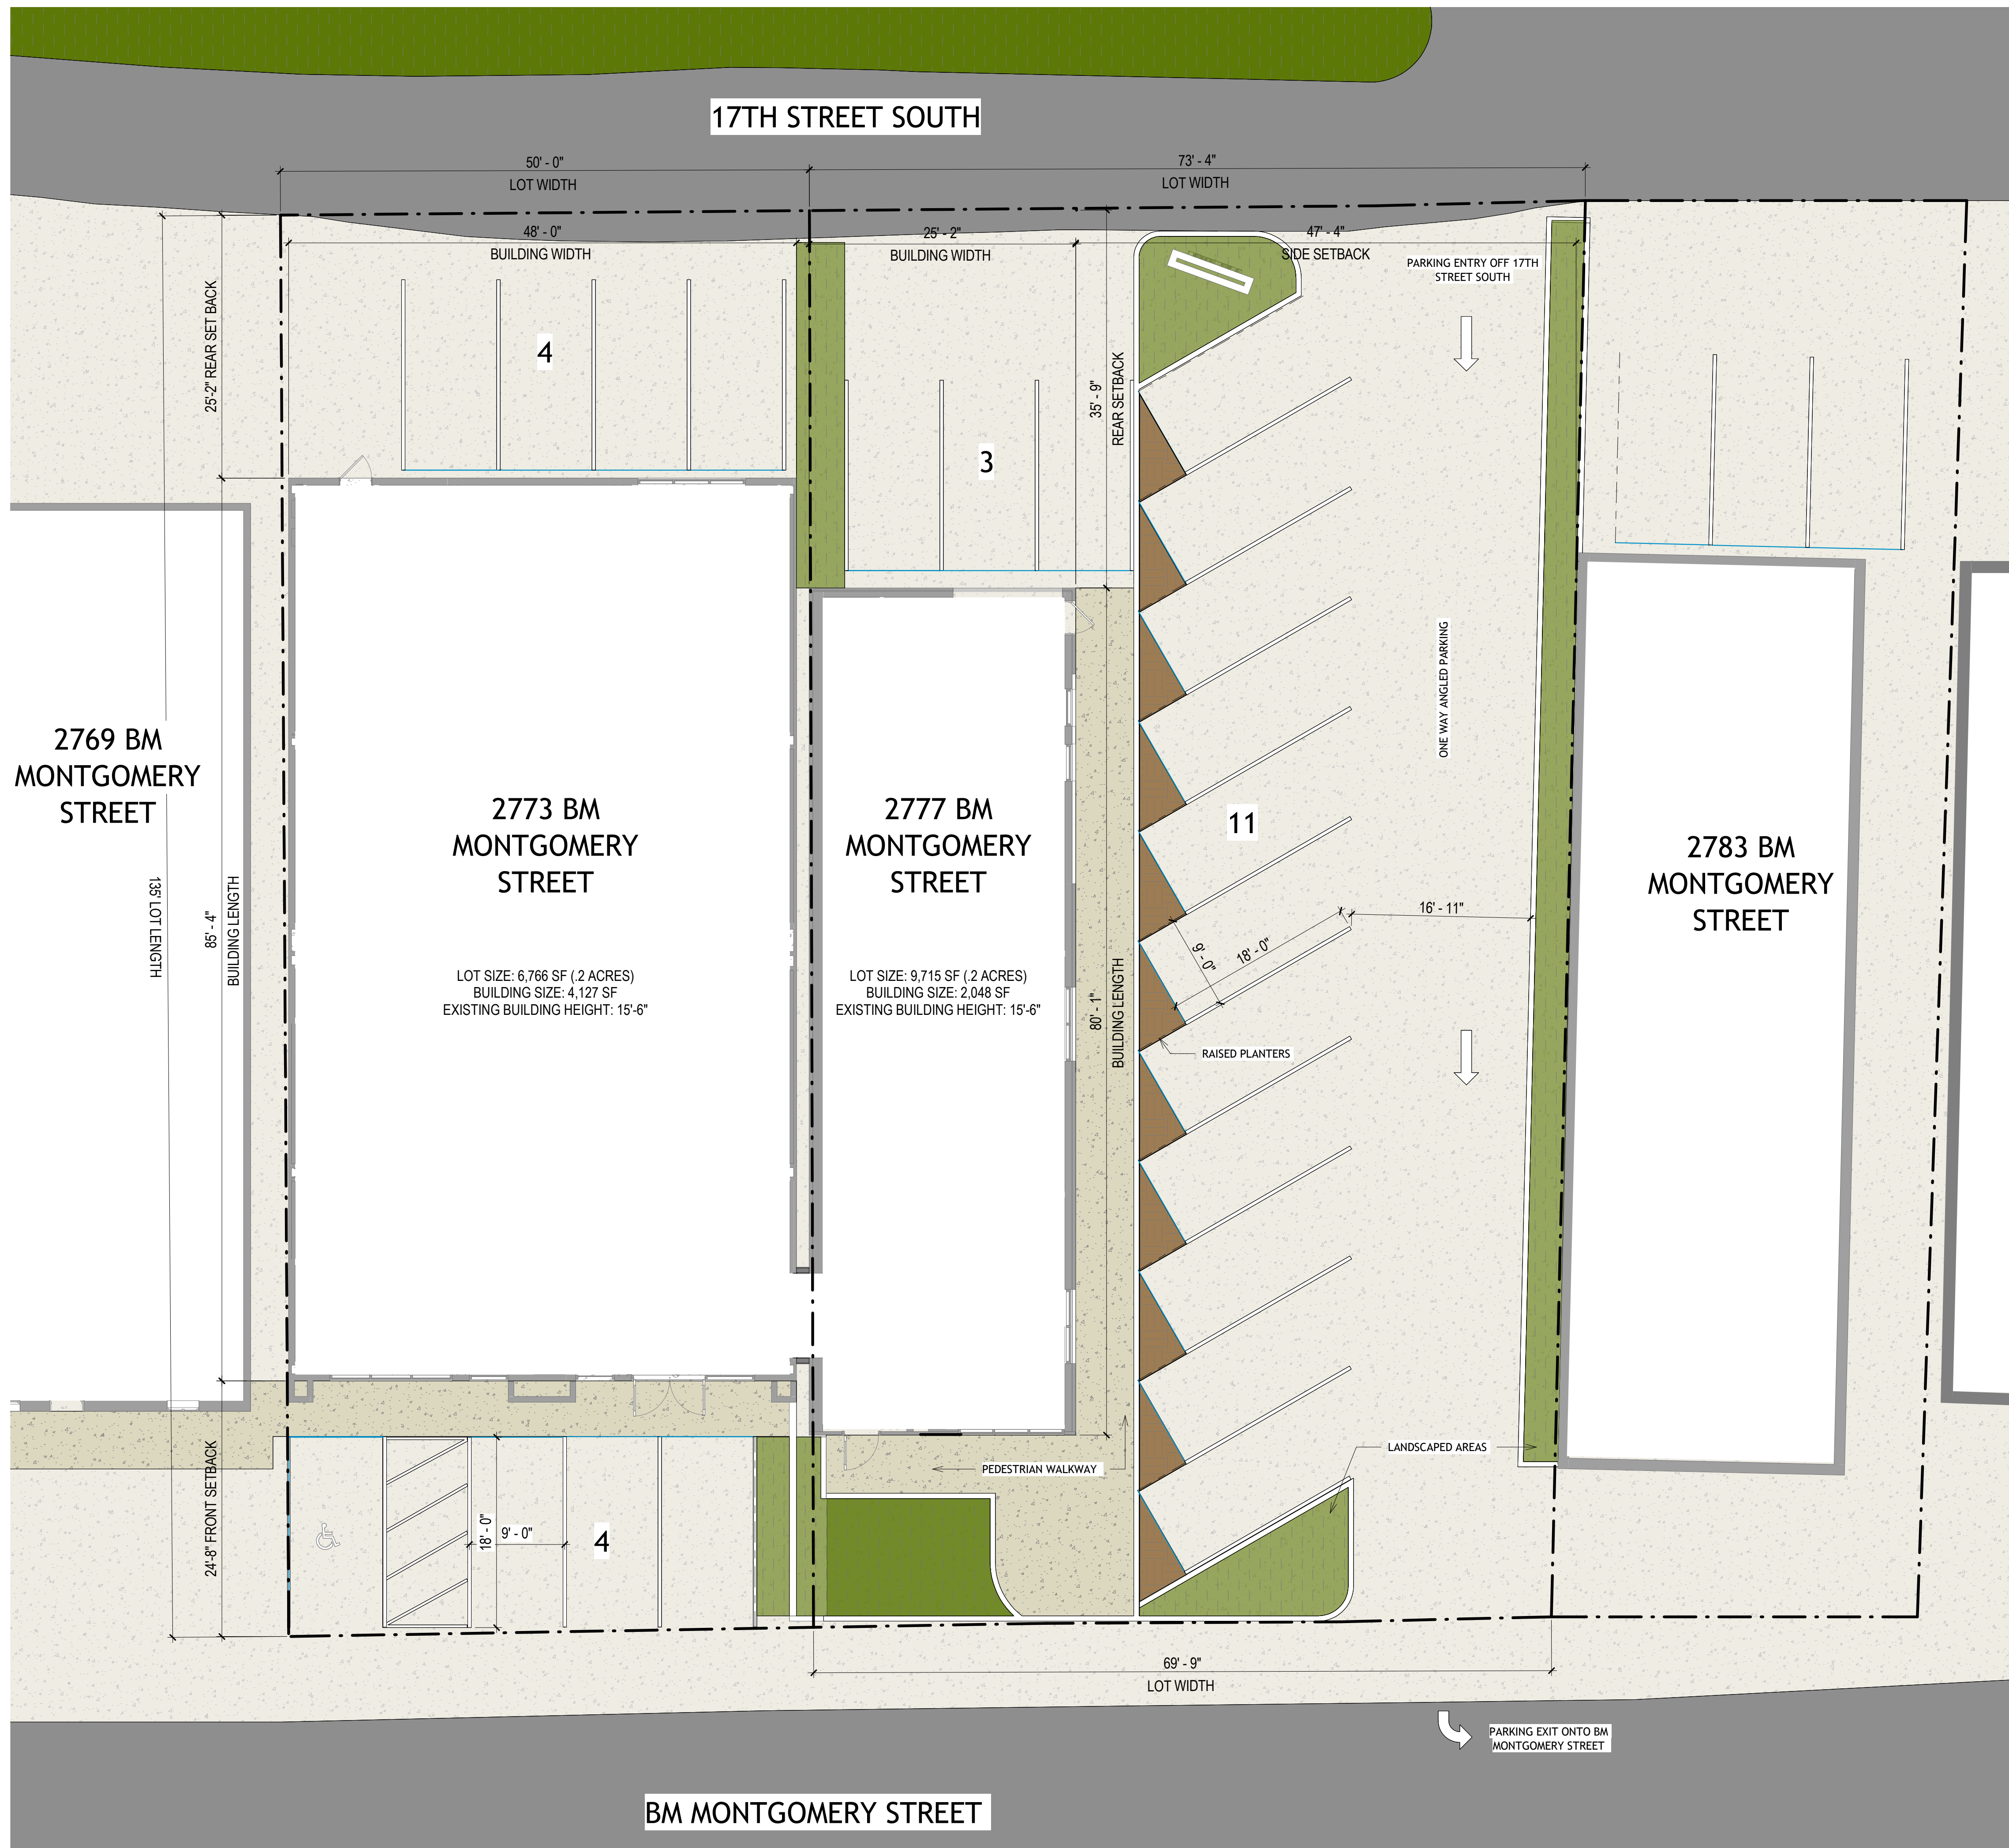 17TH STREET SOUTH
50' - 0"
LOT WIDTH
73' - 4"
LOT WIDTH
48' - 0"
BUILDING WIDTH
25' - 2"
BUILDING WIDTH
47' - 4"
SIDE SETBACK
PARKING ENTRY OFF 17TH
STREET SOUTH
25'-2" REAR SET BACK
4
35' - 9"
REAR SETBACK
3
ONE WAY ANGLED PARKING
2769 BM
MONTGOMERY
STREET
2773 BM
MONTGOMERY
STREET
LOT SIZE: 6,766 SF (.2 ACRES)
BUILDING SIZE: 4,127 SF
EXISTING BUILDING HEIGHT: 15'-6"
2777 BM
MONTGOMERY
STREET
LOT SIZE: 9,715 SF (.2 ACRES)
BUILDING SIZE: 2,048 SF
EXISTING BUILDING HEIGHT: 15'-6"
11
2783 BM
MONTGOMERY
STREET
135' LOT LENGTH
85' - 4"
BUILDING LENGTH
80' - 1"
BUILDING LENGTH
16' - 11"
9' - 0"
18' - 0"
RAISED PLANTERS
LANDSCAPED AREAS
PEDESTRIAN WALKWAY
24'-8" FRONT SETBACK
18' - 0"
9' - 0"
4
69' - 9"
LOT WIDTH
PARKING EXIT ONTO BM
MONTGOMERY STREET
BM MONTGOMERY STREET